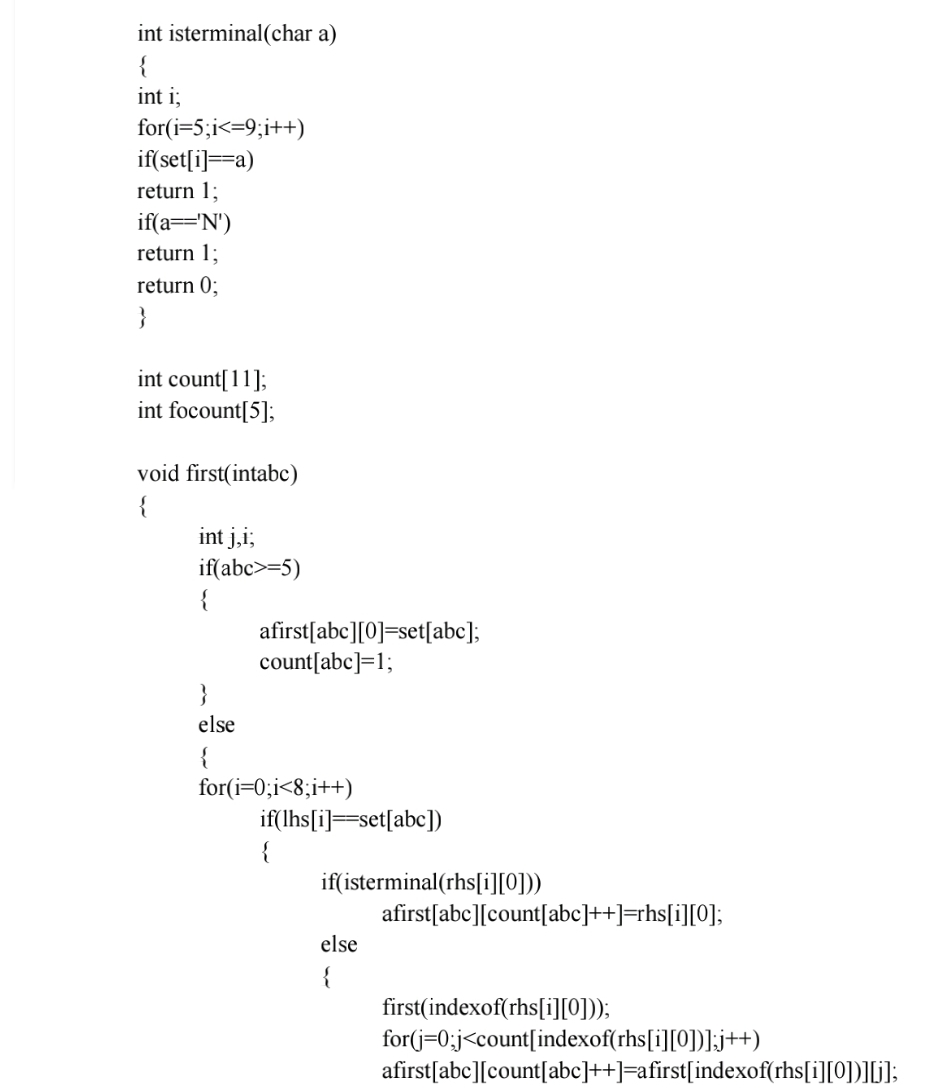 int isterminal(char a)
{
int i;
for(i=5;i<=9;i++)
if(set[i]==a)
return 1;
if(a=='N')
return 1;
return 0;
}
int count[11];
int focount[5];
void first(intabc)
{
int j,i;
if(abc>=5)
{
afirst[abc][0]=set[abc];
count[abc]=1;
}
else
{
for(i=0;i<8;i++)
if(lhs[i]==set[abc])
{
if(isterminal(rhs[i][0]))
afirst[abc][count[abc]++]=rhs[i][0];
else
{
first(indexof(rhs[i][0]));
for(j=0;j<count[indexof(rhs[i][0])];j++)
afirst[abc][count[abc]++]=afirst[indexof(rhs[i][0])][j];